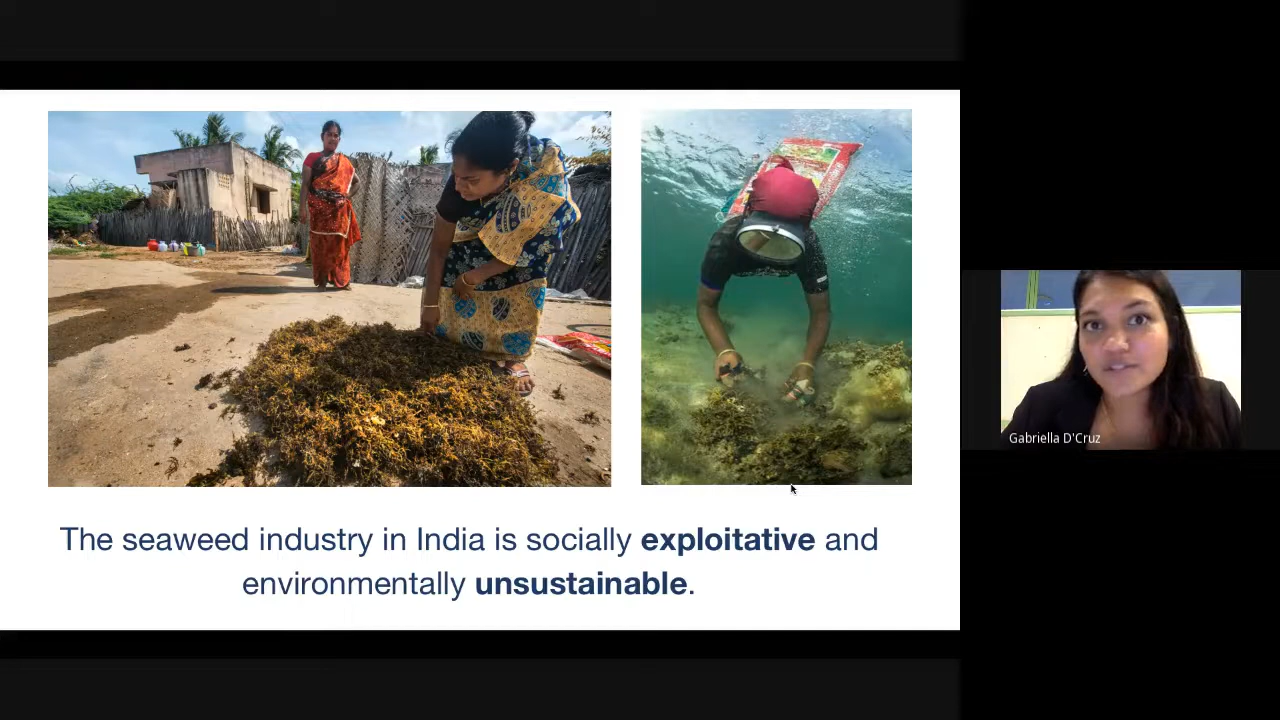 The seaweed industry in India is socially exploitative and
environmentally unsustainable.
Gabriella D'Cruz